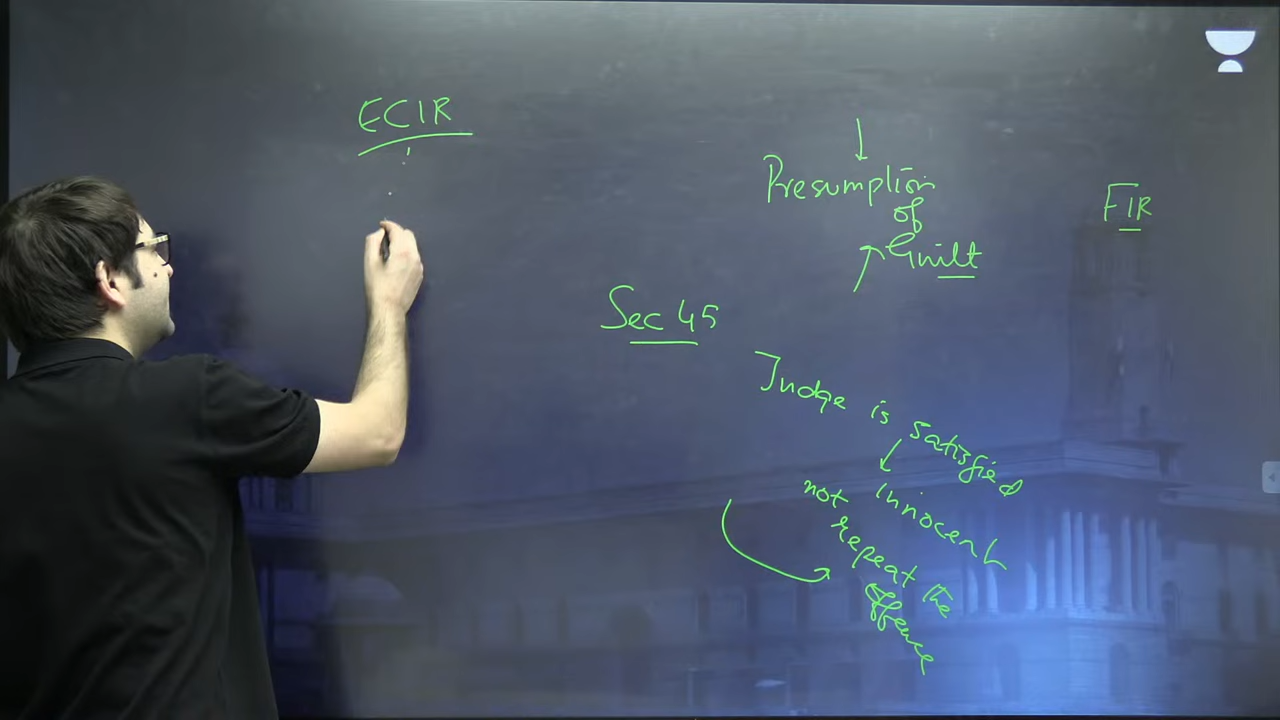 ECIR
Presumption
of
Guilt
FIR
Sec 45
Judge is satisfied
innocent
not repeat the
offence